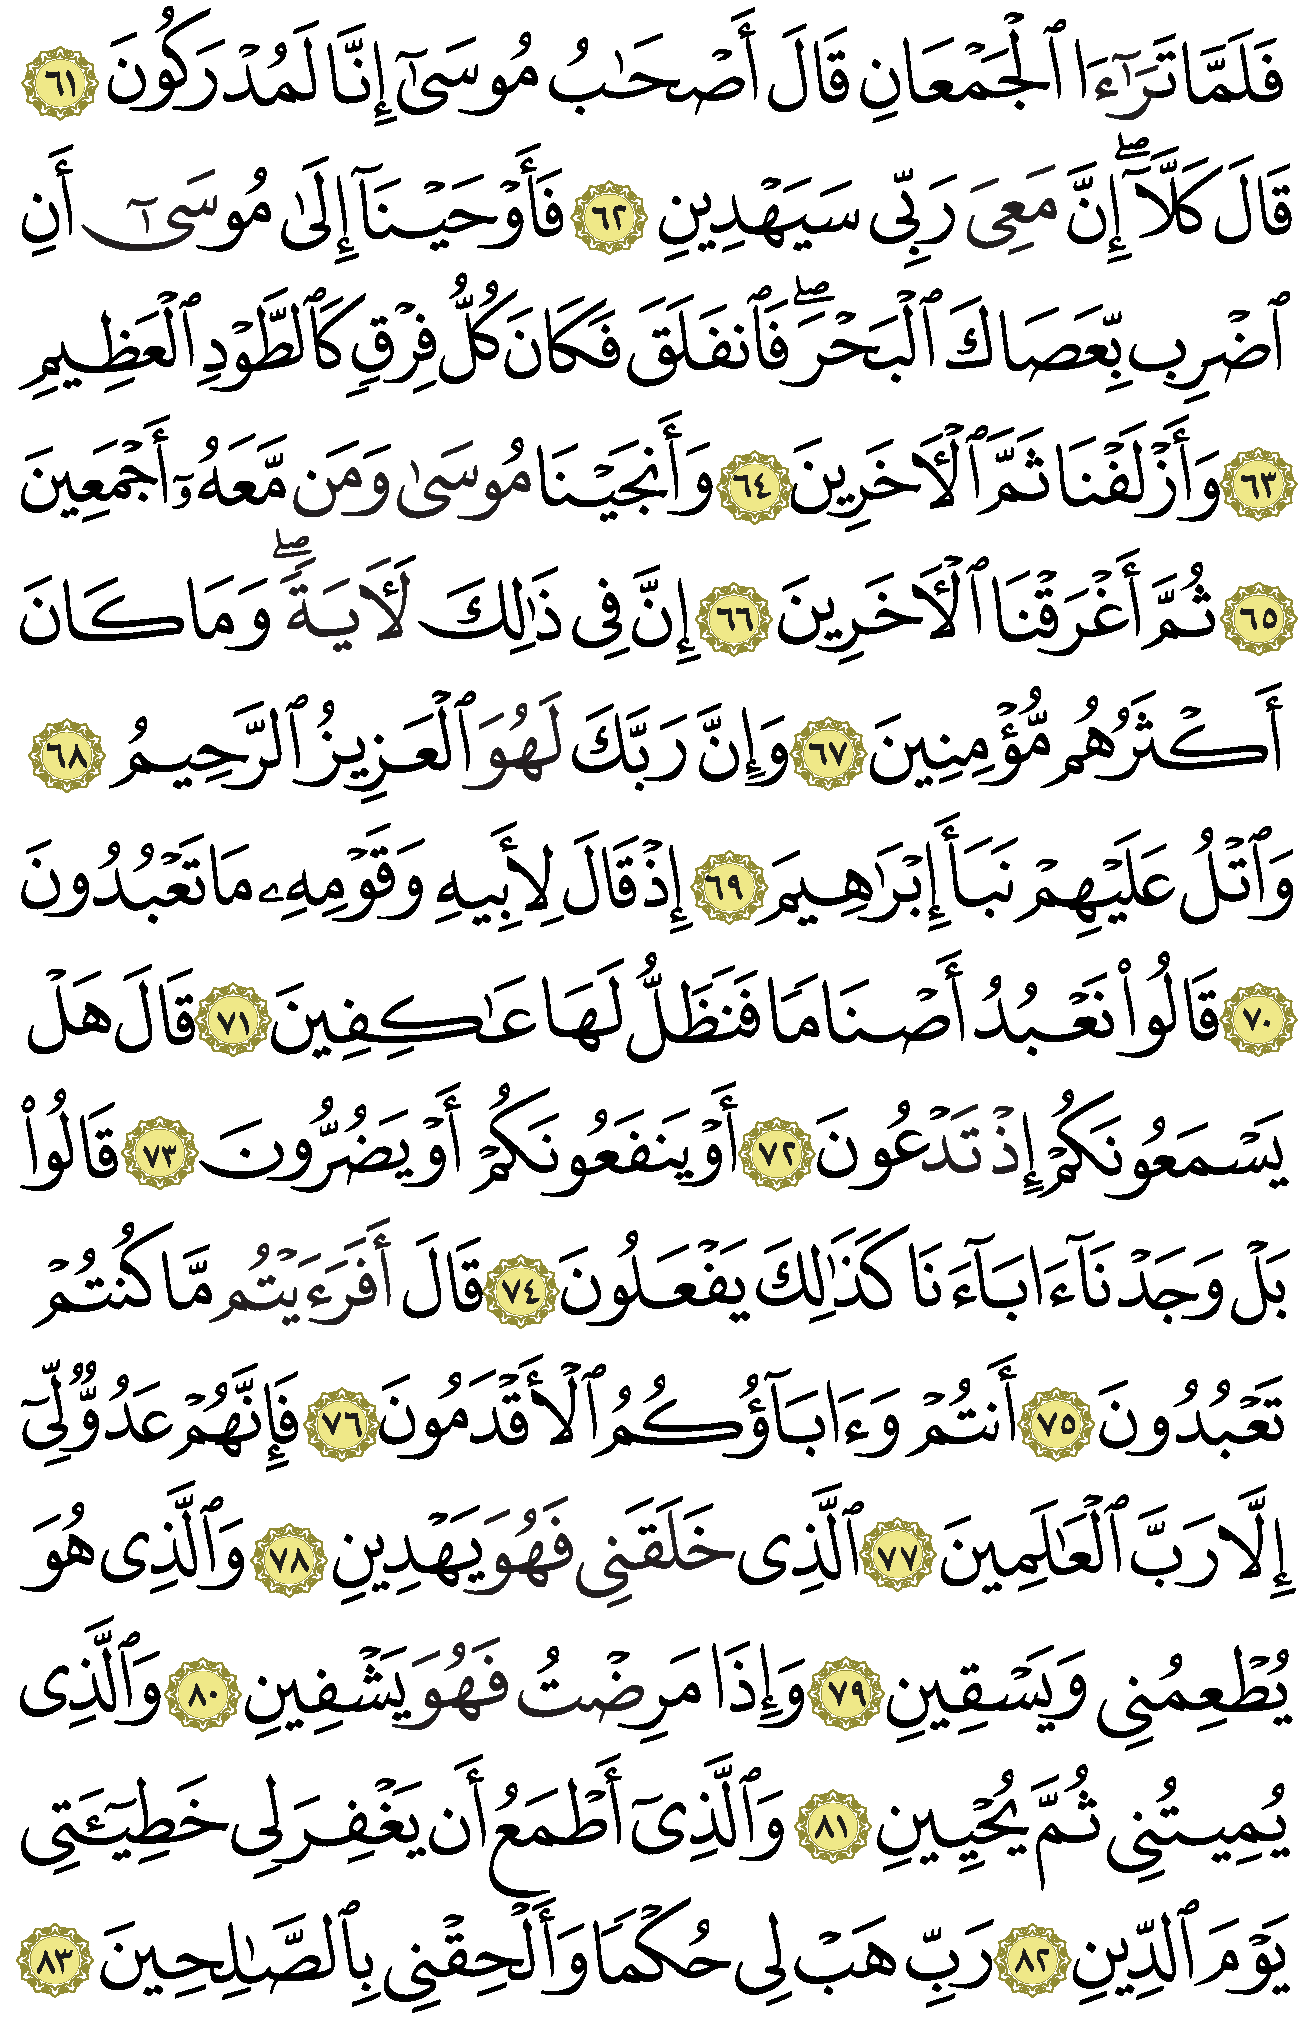 فَلَمَّا تَرَٰٓءَا ٱلْجَمْعَانِ قَالَ أَصْحَٰبُ مُوسَىٰٓ إِنَّا لَمُدْرَكُونَ ٦١
قَالَ كَلَّآ ۖ إِنَّ مَعِىَ رَبِّى سَيَهْدِينِ ٦٢ فَأَوْحَيْنَآ إِلَىٰ مُوسَىٰٓ أَنِ
ٱضْرِب بِّعَصَاكَ ٱلْبَحْرَ ۖ فَٱنفَلَقَ فَكَانَ كُلُّ فِرْقٍ كَٱلطَّوْدِ ٱلْعَظِيمِ
٦٣ وَأَزْلَفْنَا ثَمَّ ٱلْأَخَرِينَ ٦٤ وَأَنجَيْنَا مُوسَىٰ وَمَن مَّعَهُۥٓ أَجْمَعِينَ
٦٥ ثُمَّ أَغْرَقْنَا ٱلْأَخَرِينَ ٦٦ إِنَّ فِى ذَٰلِكَ لَأَيَةً ۖ وَمَا كَانَ
أَكْثَرُهُم مُّؤْمِنِينَ ٦٧ وَإِنَّ رَبَّكَ لَهُوَ ٱلْعَزِيزُ ٱلرَّحِيمُ ٦٨
وَٱتْلُ عَلَيْهِمْ نَبَأَ إِبْرَٰهِيمَ ٦٩ إِذْ قَالَ لِأَبِيهِ وَقَوْمِهِۦ مَا تَعْبُدُونَ
٧٠ قَالُوا۟ نَعْبُدُ أَصْنَامًا فَنَظَلُّ لَهَا عَٰكِفِينَ ٧١ قَالَ هَلْ
يَسْمَعُونَكُمْ إِذْ تَدْعُونَ ٧٢ أَوْ يَنفَعُونَكُمْ أَوْ يَضُرُّونَ ٧٣ قَالُوا۟
بَلْ وَجَدْنَآ ءَابَآءَنَا كَذَٰلِكَ يَفْعَلُونَ ٧٤ قَالَ أَفَرَءَيْتُم مَّا كُنتُمْ
تَعْبُدُونَ ٧٥ أَنتُمْ وَءَابَآؤُكُمُ ٱلْأَقْدَمُونَ ٧٦ فَإِنَّهُمْ عَدُوٌّ لِّىٓ
إِلَّا رَبَّ ٱلْعَٰلَمِينَ ٧٧ ٱلَّذِى خَلَقَنِى فَهُوَ يَهْدِينِ ٧٨ وَٱلَّذِى هُوَ
يُطْعِمُنِى وَيَسْقِينِ ٧٩ وَإِذَا مَرِضْتُ فَهُوَ يَشْفِينِ ٨٠ وَٱلَّذِى
يُمِيتُنِى ثُمَّ يُحْيِينِ ٨١ وَٱلَّذِىٓ أَطْمَعُ أَن يَغْفِرَ لِى خَطِيٓـَٔتِى
يَوْمَ ٱلدِّينِ ٨٢ رَبِّ هَبْ لِى حُكْمًا وَأَلْحِقْنِى بِٱلصَّٰلِحِينَ ٨٣